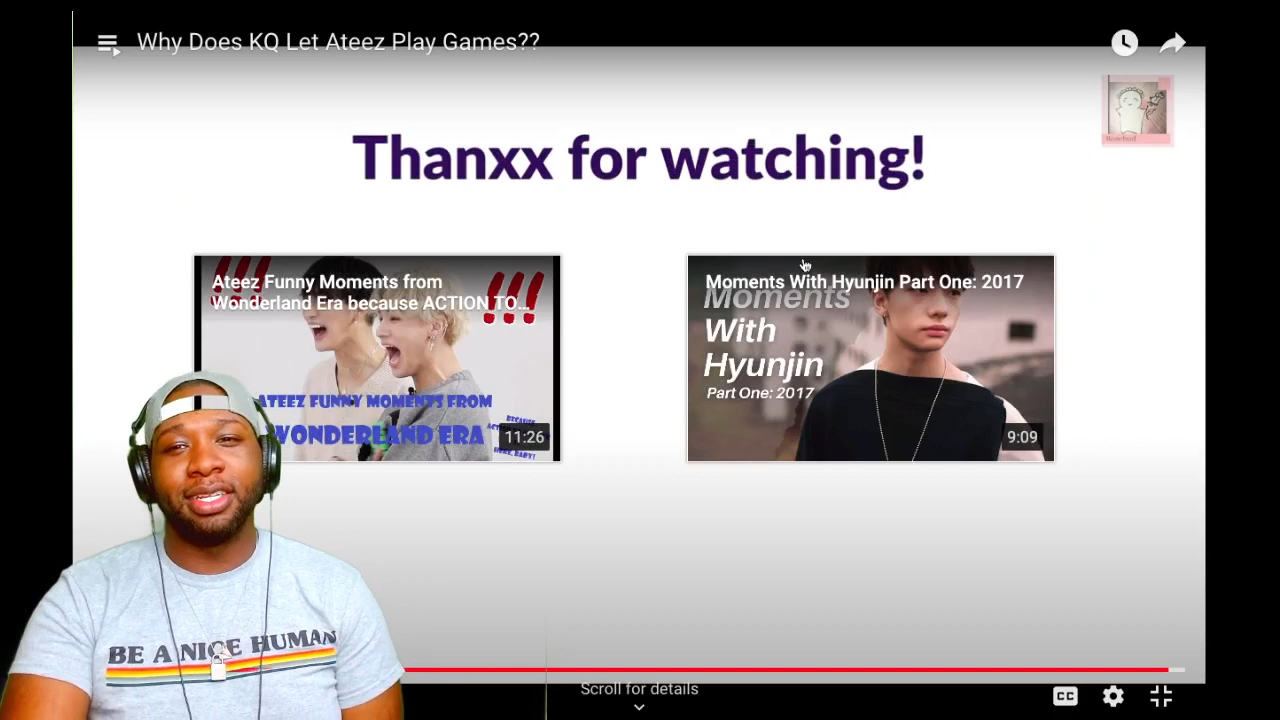 Why Does KQ Let Ateez Play Games??
Thanxx for watching!
!!!
!!!
Ateez Funny Moments from
Wonderland Era because ACTION TO...
ATEEZ FUNNY MOMENTS FROM
WONDERLAND ERA
BECAUSE
11:26
Moments With Hyunjin Part One: 2017
Moments
With
Hyunjin
Part One: 2017
9:09
BE A NICE HUMAN
Scroll for details
CC